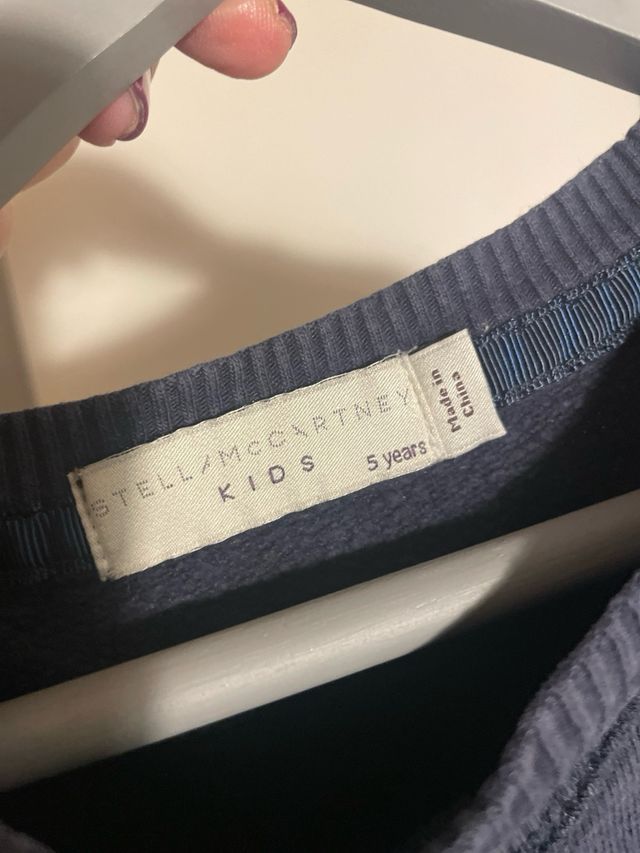 STELLA McCARTNEY
KIDS
5 years
Made in
China